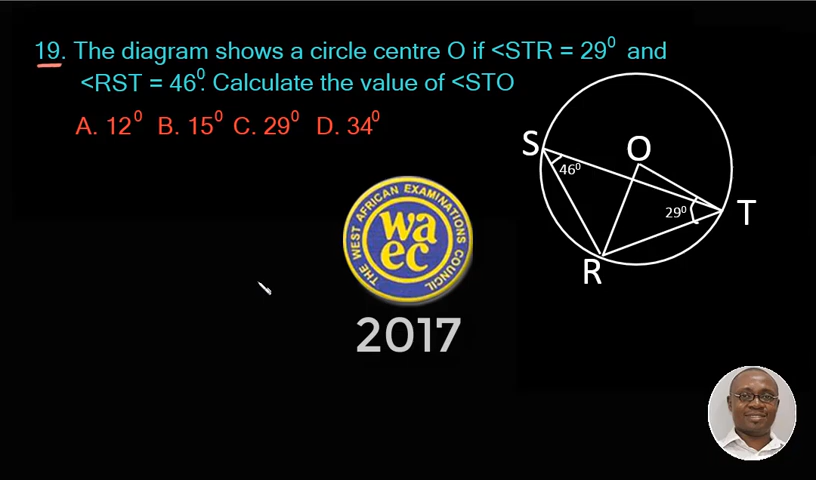 19. The diagram shows a circle centre O if <STR = 29⁰ and
<RST = 46⁰. Calculate the value of <STO
A. 12⁰ B. 15⁰ C. 29⁰ D. 34⁰
S
O
46⁰
29⁰
T
R
THE WEST AFRICAN EXAMINATIONS COUNCIL
wa
ec
2017